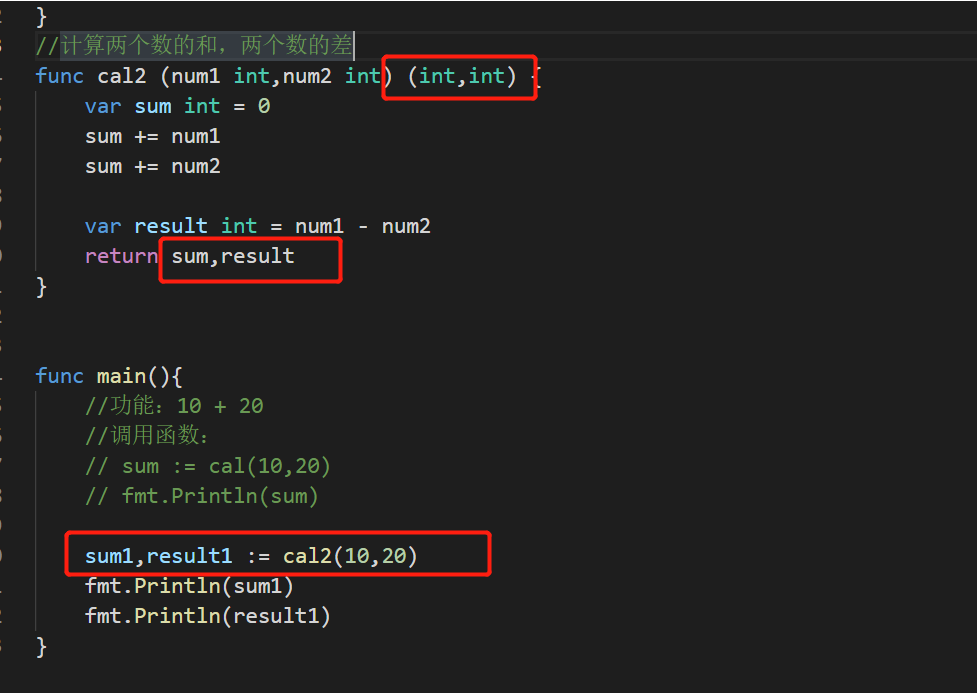 }
//计算两个数的和，两个数的差
func cal2 (num1 int,num2 int) (int,int) {
    var sum int = 0
    sum += num1
    sum += num2
    var result int = num1 - num2
    return sum,result
}
func main(){
    //功能：10 + 20
    //调用函数：
    // sum := cal(10,20)
    // fmt.Println(sum)
    sum1,result1 := cal2(10,20)
    fmt.Println(sum1)
    fmt.Println(result1)
}